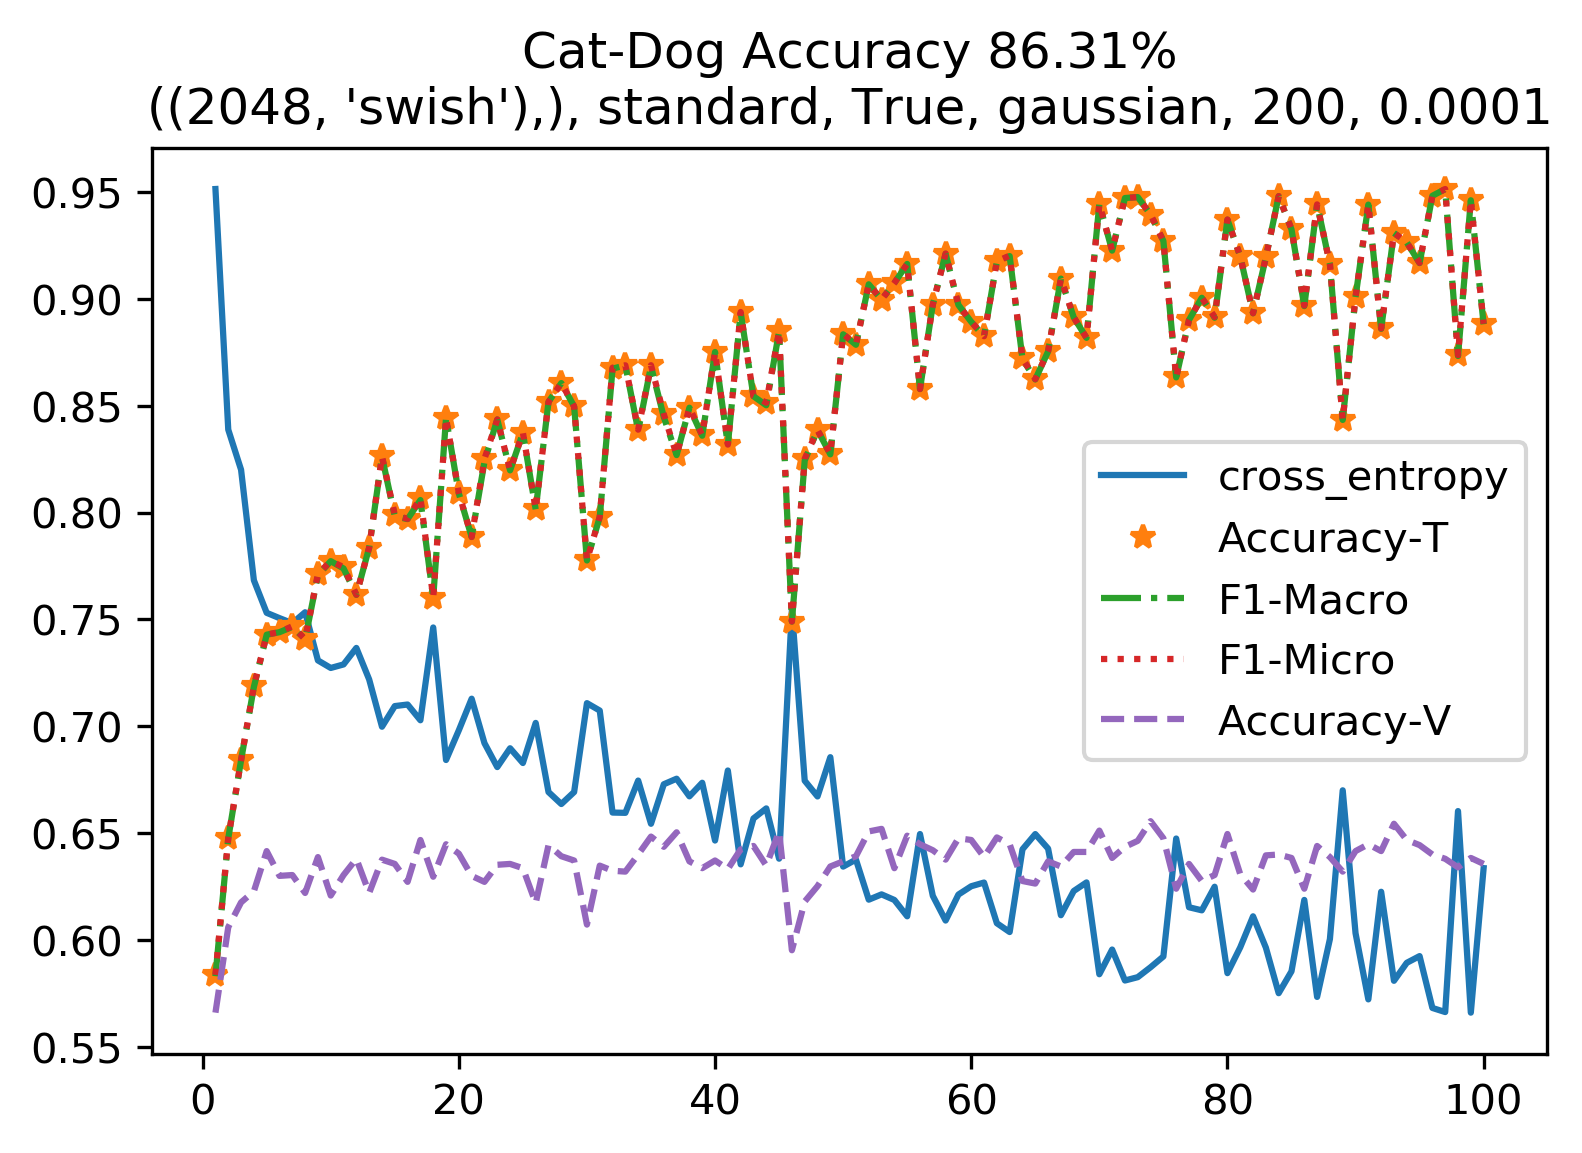 Cat-Dog Accuracy 86.31%
((2048, 'swish'),), standard, True, gaussian, 200, 0.0001
0.95
0.90
0.85
0.80
0.75
0.70
0.65
0.60
0.55
cross_entropy
Accuracy-T
F1-Macro
F1-Micro
Accuracy-V
0 20 40 60 80 100